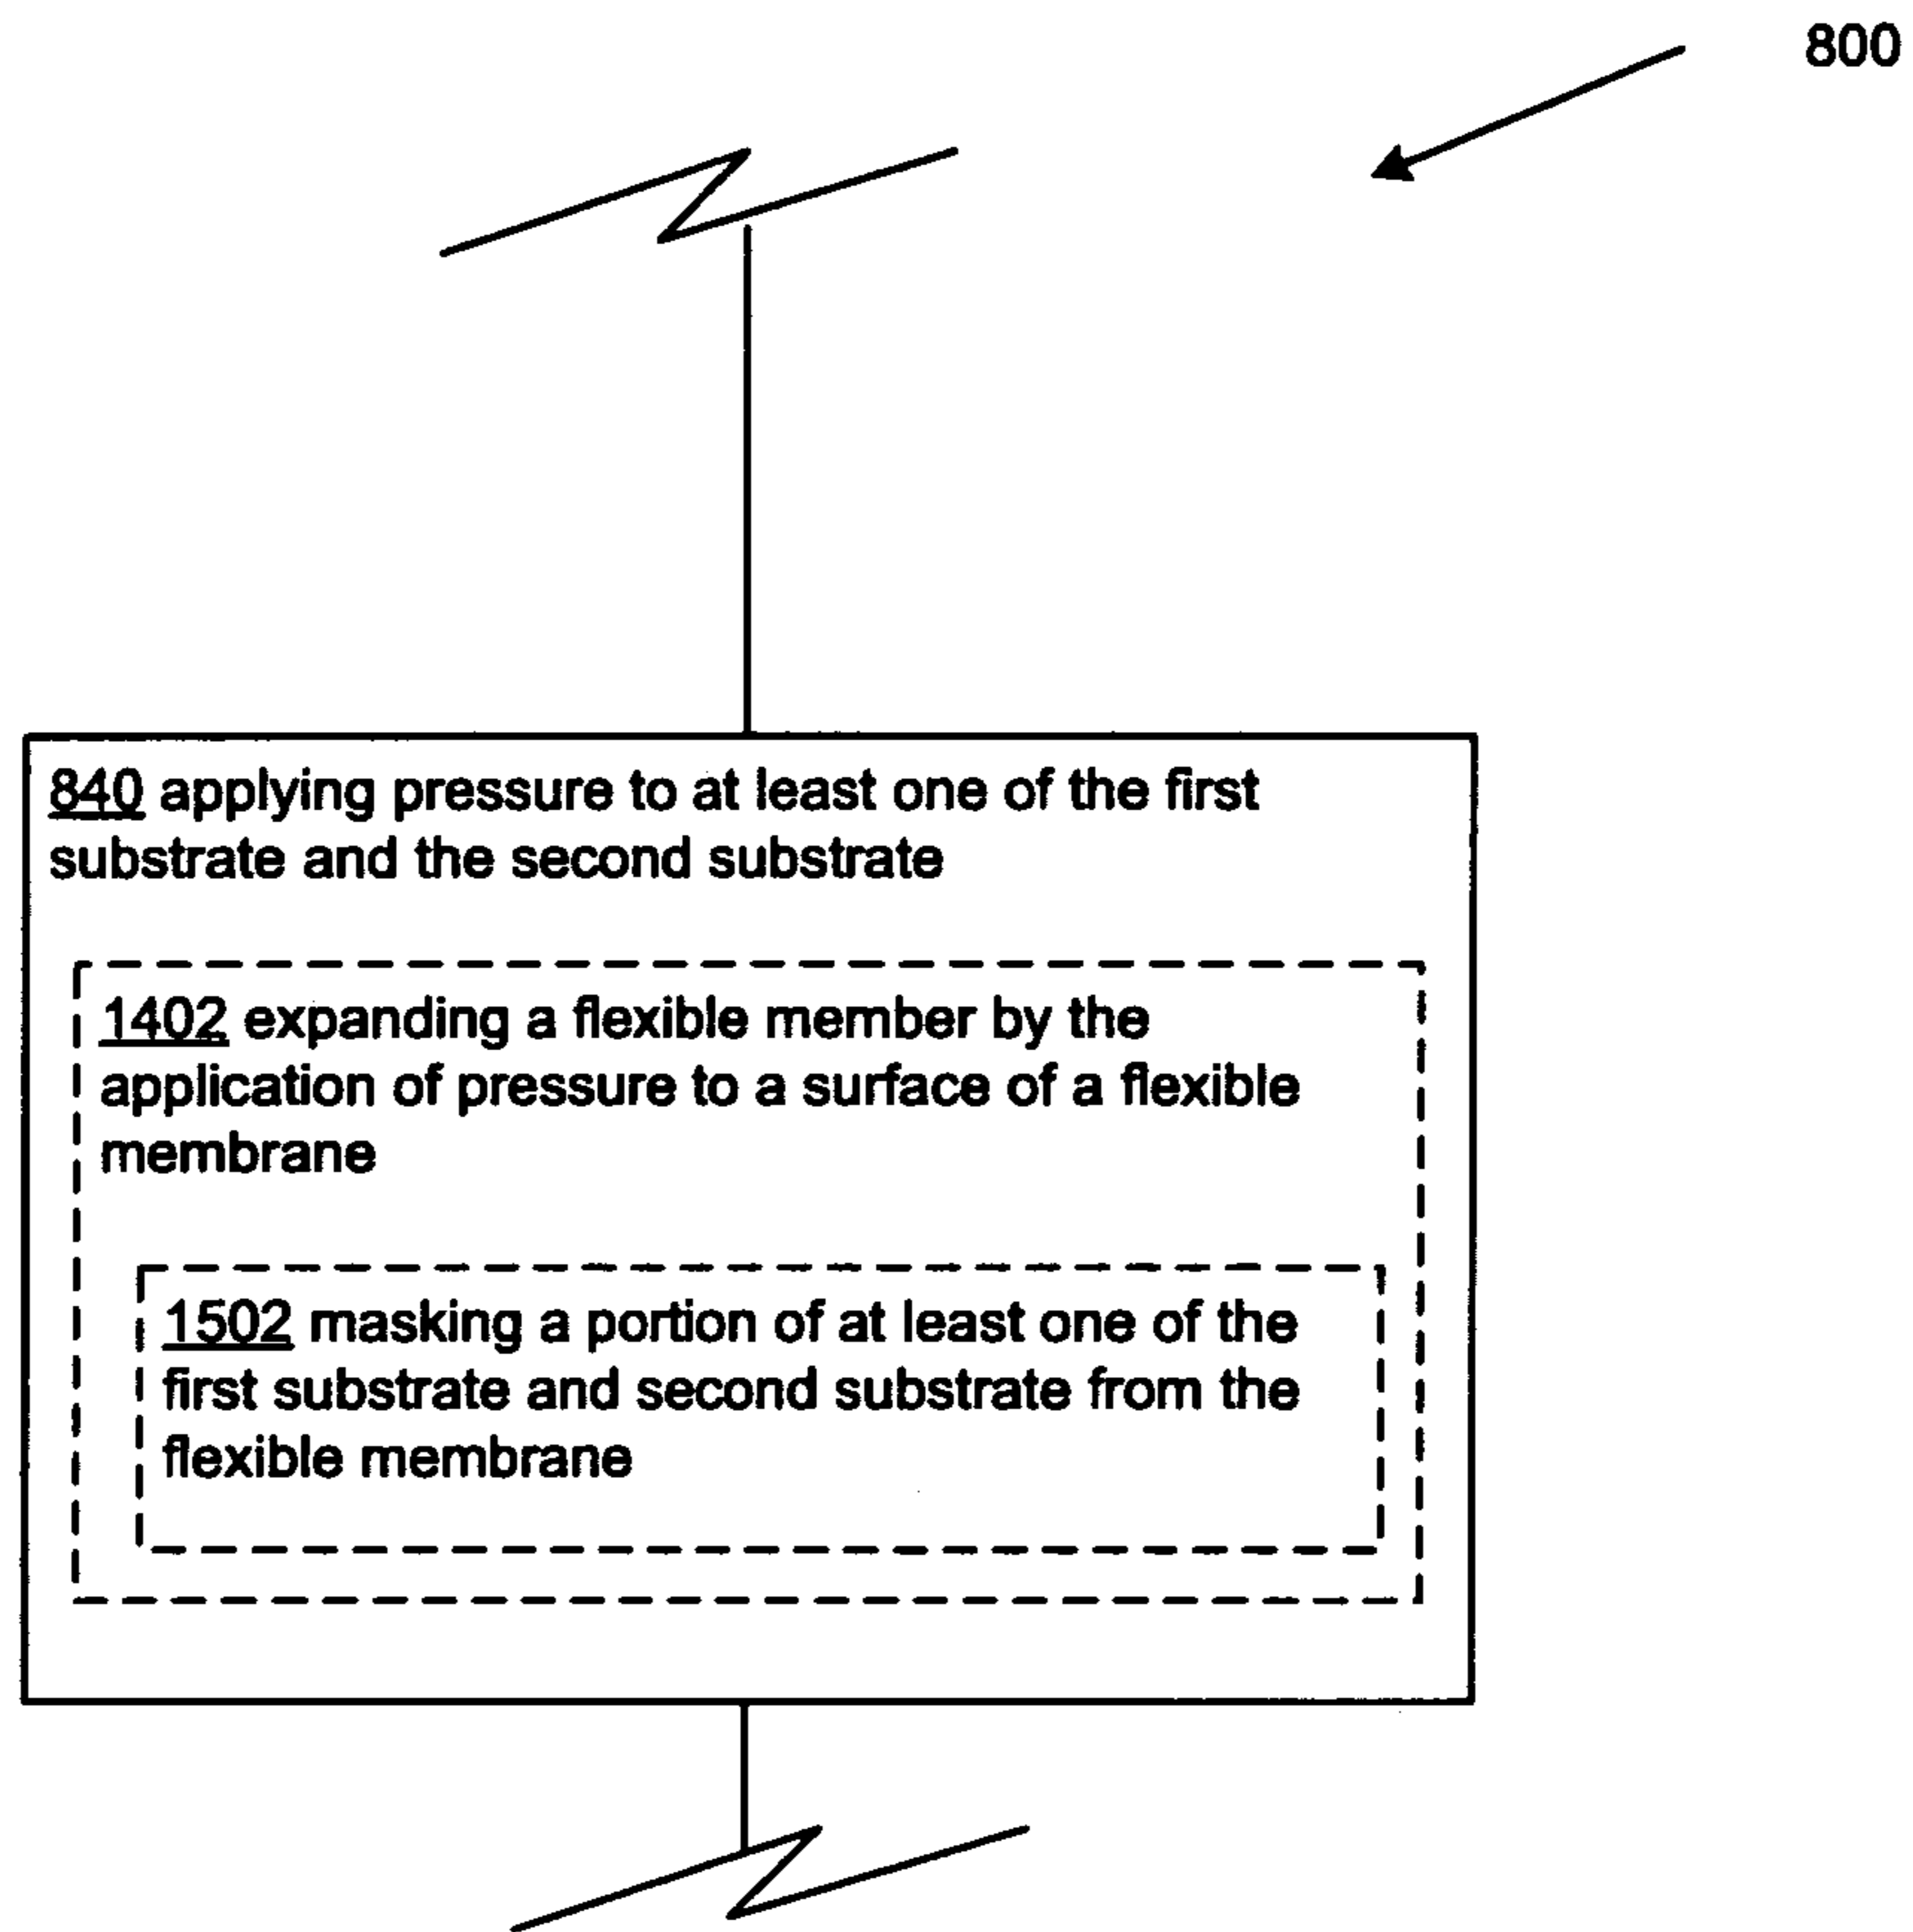 800
840 applying pressure to at least one of the first
substrate and the second substrate
1402 expanding a flexible member by the
application of pressure to a surface of a flexible
membrane
1502 masking a portion of at least one of the
first substrate and second substrate from the
flexible membrane